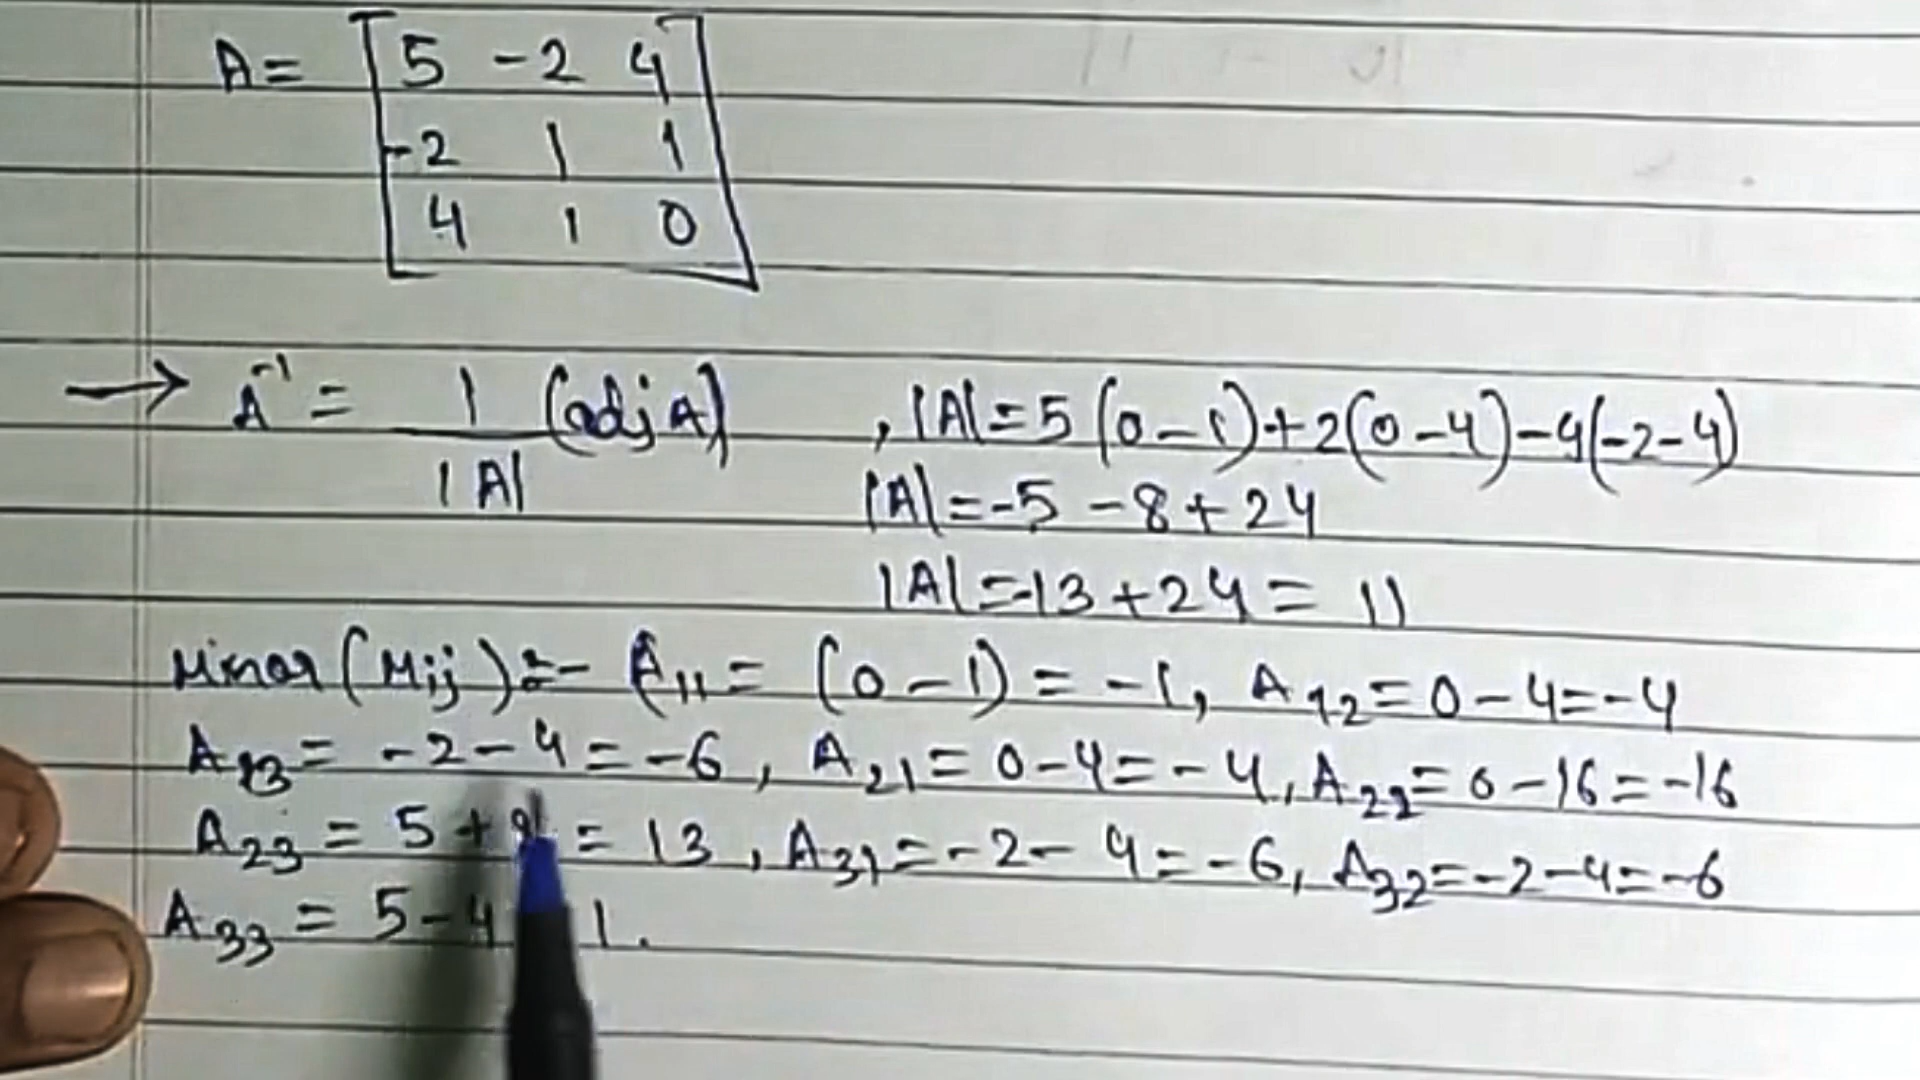 A = [ 5 -2 4
-2 1 1
4 1 0 ]
→ A⁻¹ = 1/|A| (adj A) , |A| = 5(0-1)+2(0-4)-4(-2-4)
|A| = -5 - 8 + 24
|A| = -13 + 24 = 11
Minor (Mij) :- A₁₁ = (0-1) = -1, A₁₂ = 0-4 = -4
A₁₃ = -2-4 = -6, A₂₁ = 0-4 = -4, A₂₂ = 0-16 = -16
A₂₃ = 5+ = 13, A₃₁ = -2-4 = -6, A₃₂ = -2-4 = -6
A₃₃ = 5-4 1.